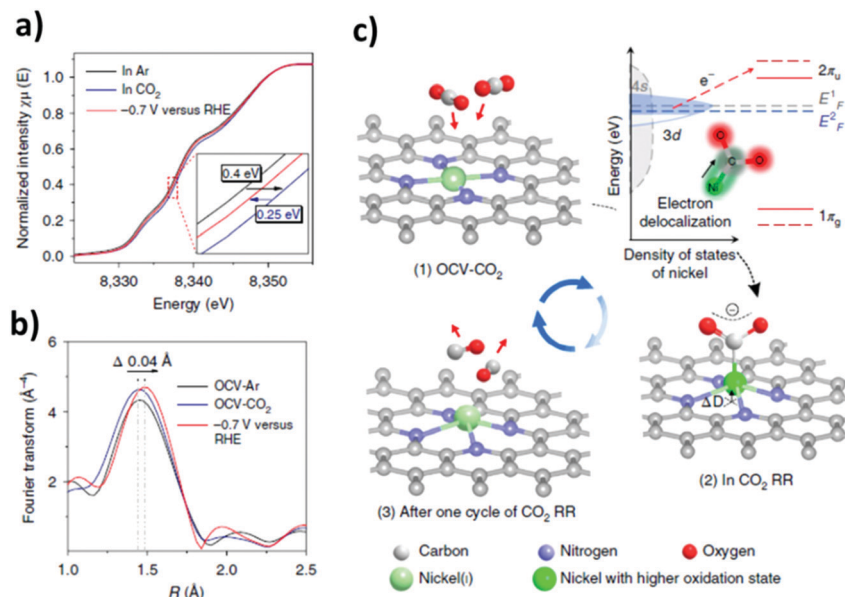 a)
Normalized intensity χμ (E)
1.0
0.8
0.6
0.4
0.2
0.0
In Ar
In CO₂
−0.7 V versus RHE
0.4 eV
0.25 eV
8,330
8,340
8,350
Energy (eV)
b)
Δ 0.04 Å
Fourier transform (Å⁻⁴)
6
4
2
0
OCV-Ar
OCV-CO₂
−0.7 V versus
RHE
1.0
1.5
2.0
2.5
R (Å)
c)
(1) OCV-CO₂
Energy (eV)
4s
3d
e⁻
2πᵤ
E¹F
E²F
O
C
O
Ni
Electron
delocalization
1πg
Density of states
of nickel
⊖
Δ D
(2) In CO₂ RR
(3) After one cycle of CO₂ RR
Carbon
Nitrogen
Oxygen
Nickel(I)
Nickel with higher oxidation state